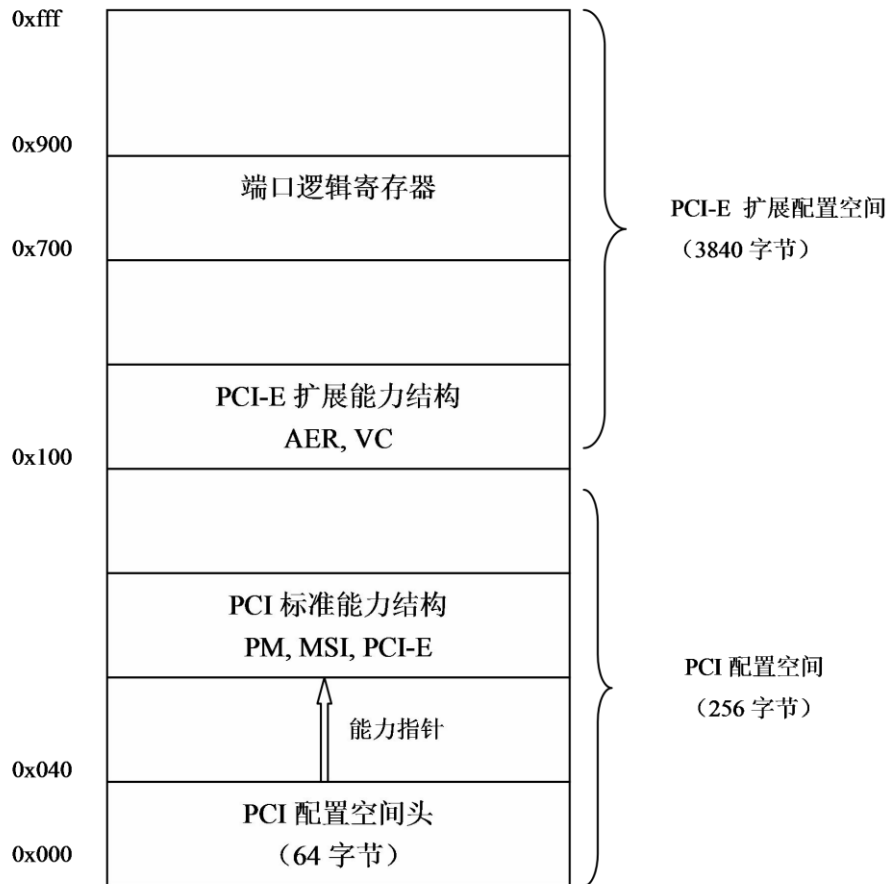 0xfff
0x900
端口逻辑寄存器
0x700
PCI-E 扩展配置空间
（3840 字节）
PCI-E 扩展能力结构
AER, VC
0x100
PCI 标准能力结构
PM, MSI, PCI-E
PCI 配置空间
（256 字节）
能力指针
0x040
PCI 配置空间头
（64 字节）
0x000